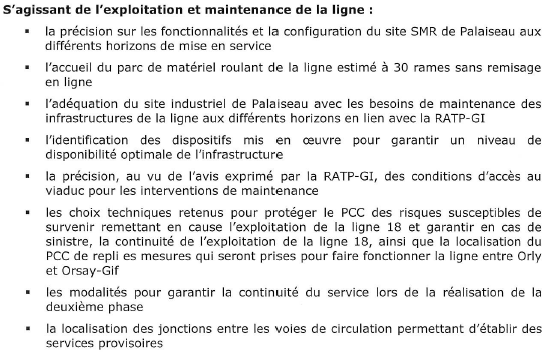 S'agissant de l'exploitation et maintenance de la ligne :
▪ la précision sur les fonctionnalités et la configuration du site SMR de Palaiseau aux
différents horizons de mise en service
▪ l'accueil du parc de matériel roulant de la ligne estimé à 30 rames sans remisage
en ligne
▪ l'adéquation du site industriel de Palaiseau avec les besoins de maintenance des
infrastructures de la ligne aux différents horizons en lien avec la RATP-GI
▪ l'identification des dispositifs mis en œuvre pour garantir un niveau de
disponibilité optimale de l'infrastructure
▪ la précision, au vu de l'avis exprimé par la RATP-GI, des conditions d'accès au
viaduc pour les interventions de maintenance
▪ les choix techniques retenus pour protéger le PCC des risques susceptibles de
survenir remettant en cause l'exploitation de la ligne 18 et garantir en cas de
sinistre, la continuité de l'exploitation de la ligne 18, ainsi que la localisation du
PCC de repli es mesures qui seront prises pour faire fonctionner la ligne entre Orly
et Orsay-Gif
▪ les modalités pour garantir la continuité du service lors de la réalisation de la
deuxième phase
▪ la localisation des jonctions entre les voies de circulation permettant d'établir des
services provisoires